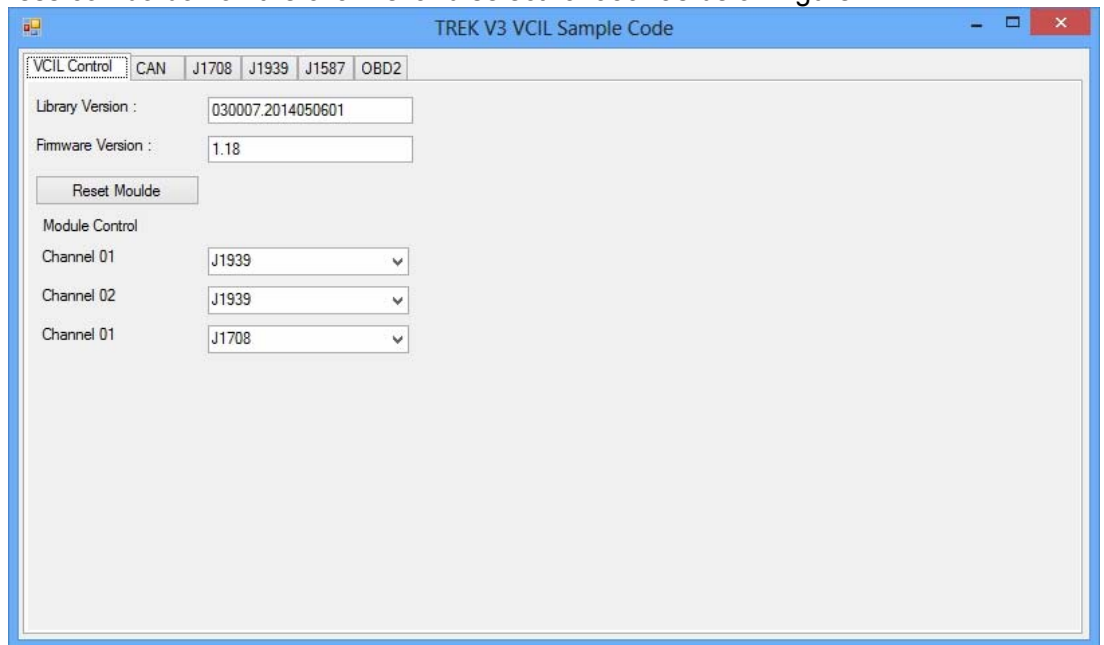 TREK V3 VCIL Sample Code
VCIL Control CAN J1708 J1939 J1587 OBD2
Library Version : 030007.2014050601
Firmware Version : 1.18
Reset Moulde
Module Control
Channel 01 J1939
Channel 02 J1939
Channel 01 J1708